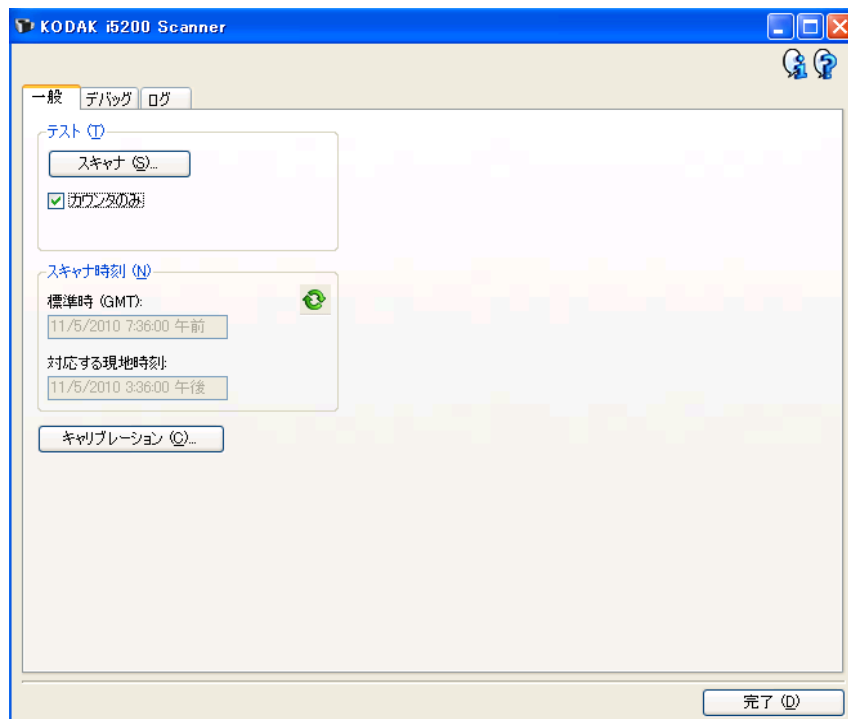 KODAK i5200 Scanner
一般 デバッグ ログ
テスト (T)
スキャナ (S)...
カウンタのみ
スキャナ時刻 (N)
標準時 (GMT):
11/5/2010 7:36:00 午前
対応する現地時刻:
11/5/2010 3:36:00 午後
キャリブレーション (C)...
完了 (D)